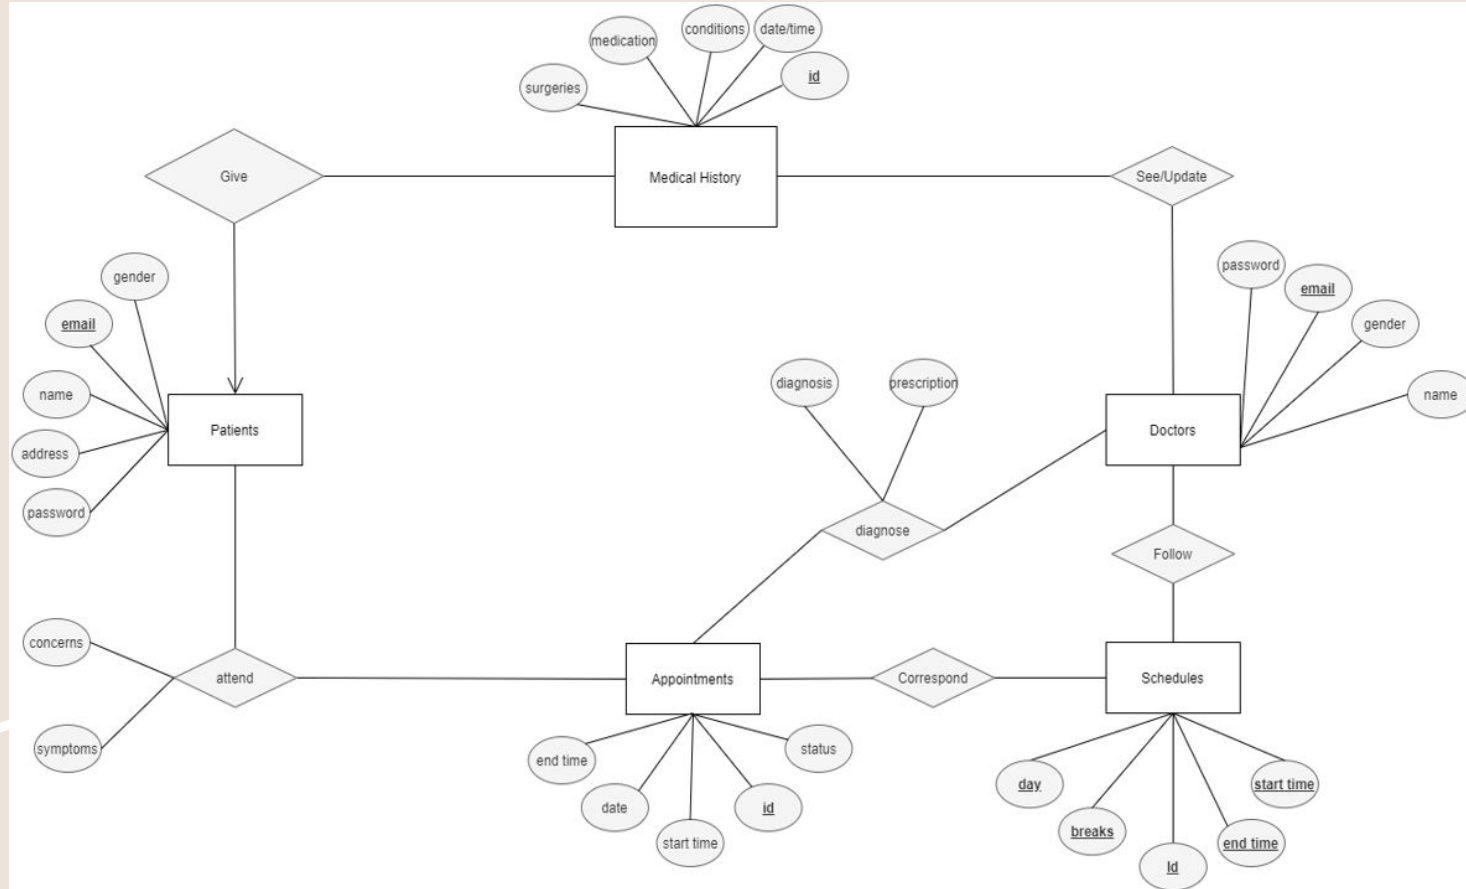 conditions
date/time
medication
id
surgeries
Give
Medical History
See/Update
gender
password
email
email
gender
name
name
diagnosis
prescription
Patients
Doctors
address
password
diagnose
Follow
concerns
attend
Appointments
Correspond
Schedules
symptoms
end time
status
date
id
start time
day
start time
breaks
end time
Id